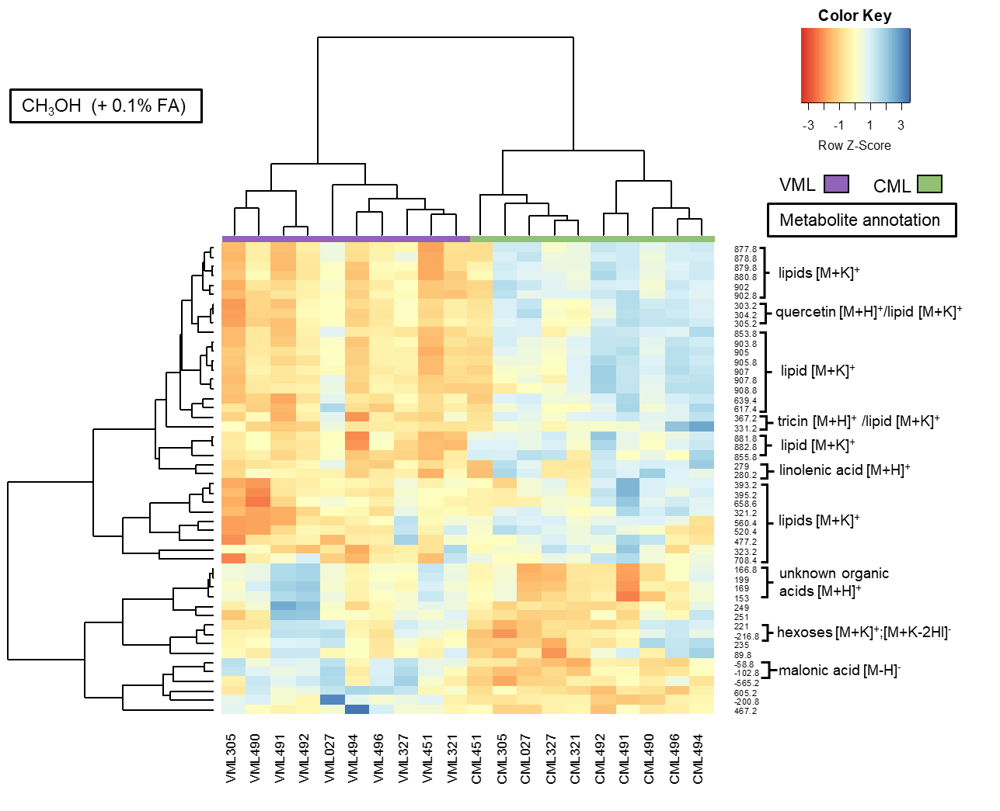 Color Key
-3 -1 1 3
Row Z-Score
CH₃OH (+ 0.1% FA)
VML
CML
Metabolite annotation
877.8
878.8
879.8
880.8
902
902.8
lipids [M+K]⁺
303.2
304.2
305.2
quercetin [M+H]⁺/lipid [M+K]⁺
853.8
903.8
905
905.8
907
907.8
908.8
639.4
617.4
lipid [M+K]⁺
367.2
331.2
tricin [M+H]⁺ /lipid [M+K]⁺
881.8
882.8
855.8
lipid [M+K]⁺
279
280.2
linolenic acid [M+H]⁺
393.2
395.2
658.6
321.2
560.4
520.4
477.2
323.2
708.4
lipids [M+K]⁺
166.8
199
169
153
unknown organic
acids [M+H]⁺
249
251
221
-216.8
hexoses [M+K]⁺;[M+K-2HI]⁻
235
89.8
-58.8
-102.8
malonic acid [M-H]⁻
-565.2
605.2
-200.8
467.2
VML305
VML490
VML491
VML492
VML027
VML494
VML496
VML327
VML451
VML321
CML451
CML305
CML027
CML327
CML321
CML492
CML491
CML490
CML496
CML494